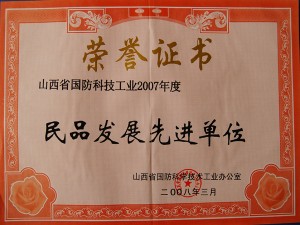 荣誉证书
山西省国防科技工业2007年度
民品发展先进单位
山西省国防科学技术工业办公室
二00八年三月